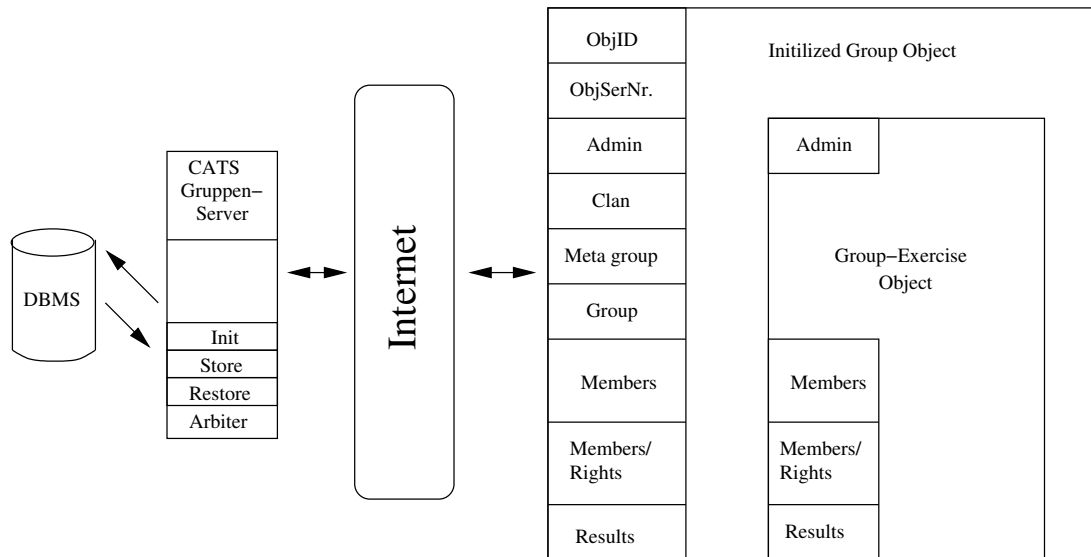 DBMS
CATS
Gruppen-
Server
Init
Store
Restore
Arbiter
Internet
ObjID
ObjSerNr.
Admin
Clan
Meta group
Group
Members
Members/
Rights
Results
Initilized Group Object
Admin
Group-Exercise
Object
Members
Members/
Rights
Results